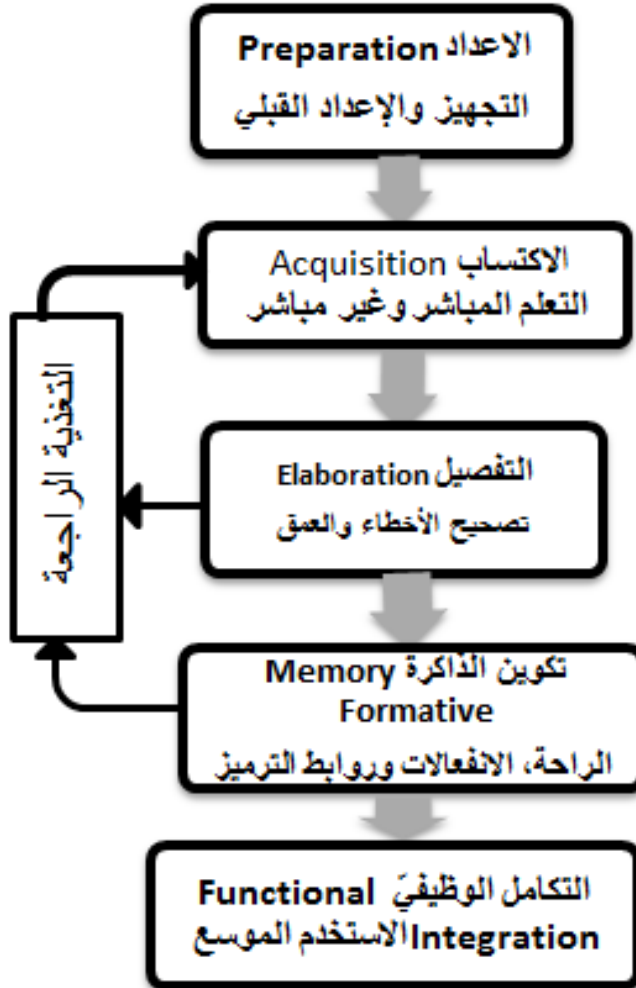 الاعداد Preparation
التجهيز والإعداد القبلي
الاكتساب Acquisition
التعلم المباشر وغير مباشر
التغذية الراجعة
التفصيل Elaboration
تصحيح الأخطاء والعمق
تكوين الذاكرة Memory
Formative
الراحة، الانفعالات وروابط الترميز
التكامل الوظيفيّ Functional
Integration الاستخدم الموسع